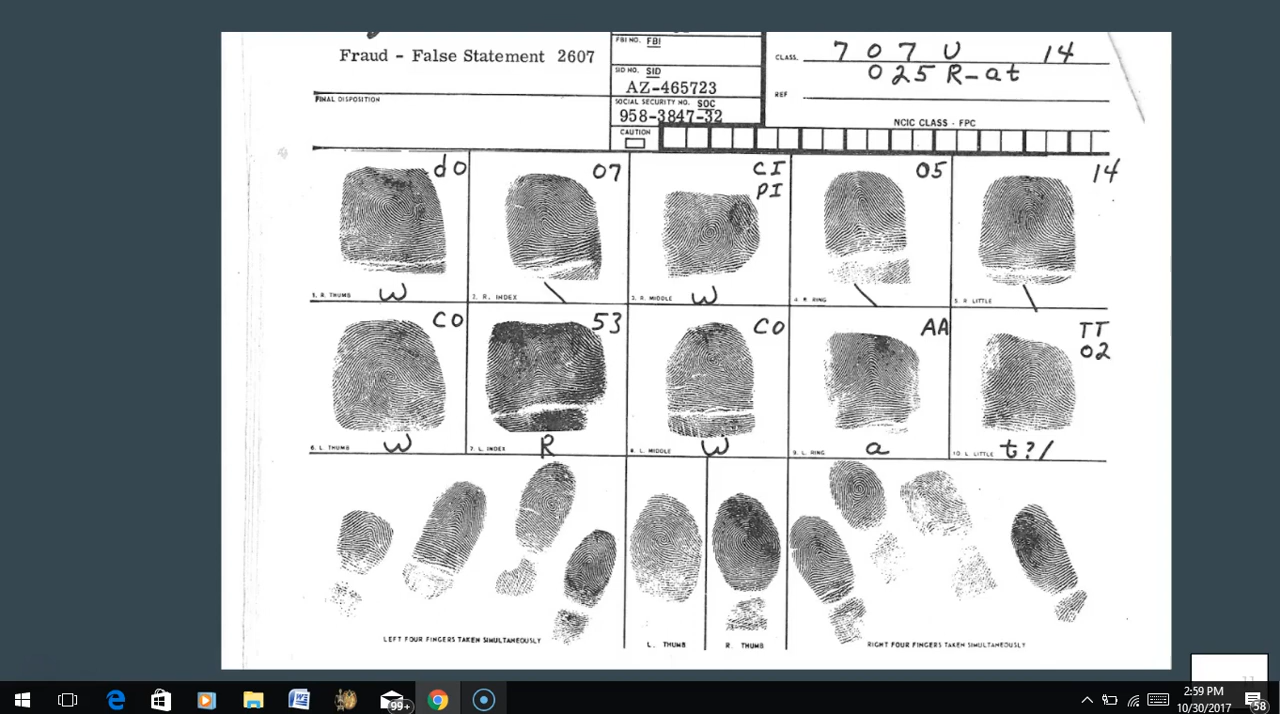 Fraud - False Statement 2607
FINAL DISPOSITION
FBI NO. FBI
SID NO. SID
AZ-465723
SOCIAL SECURITY NO. SOC
958-3847-32
CAUTION
CLASS. 7 0 7 U 14
025 R-at
REF
NCIC CLASS - FPC
dO 07 CI 05 14
PI
1. R. THUMB W 2. R. INDEX \ 3. R. MIDDLE W 4. R. RING \ 5. R. LITTLE \
CO 53 CO AA TT
02
6. L. THUMB W 7. L. INDEX R 8. L. MIDDLE W 9. L. RING a 10. L. LITTLE t?/
LEFT FOUR FINGERS TAKEN SIMULTANEOUSLY L. THUMB R. THUMB RIGHT FOUR FINGERS TAKEN SIMULTANEOUSLY
11
99+
2:59 PM
10/30/2017
58